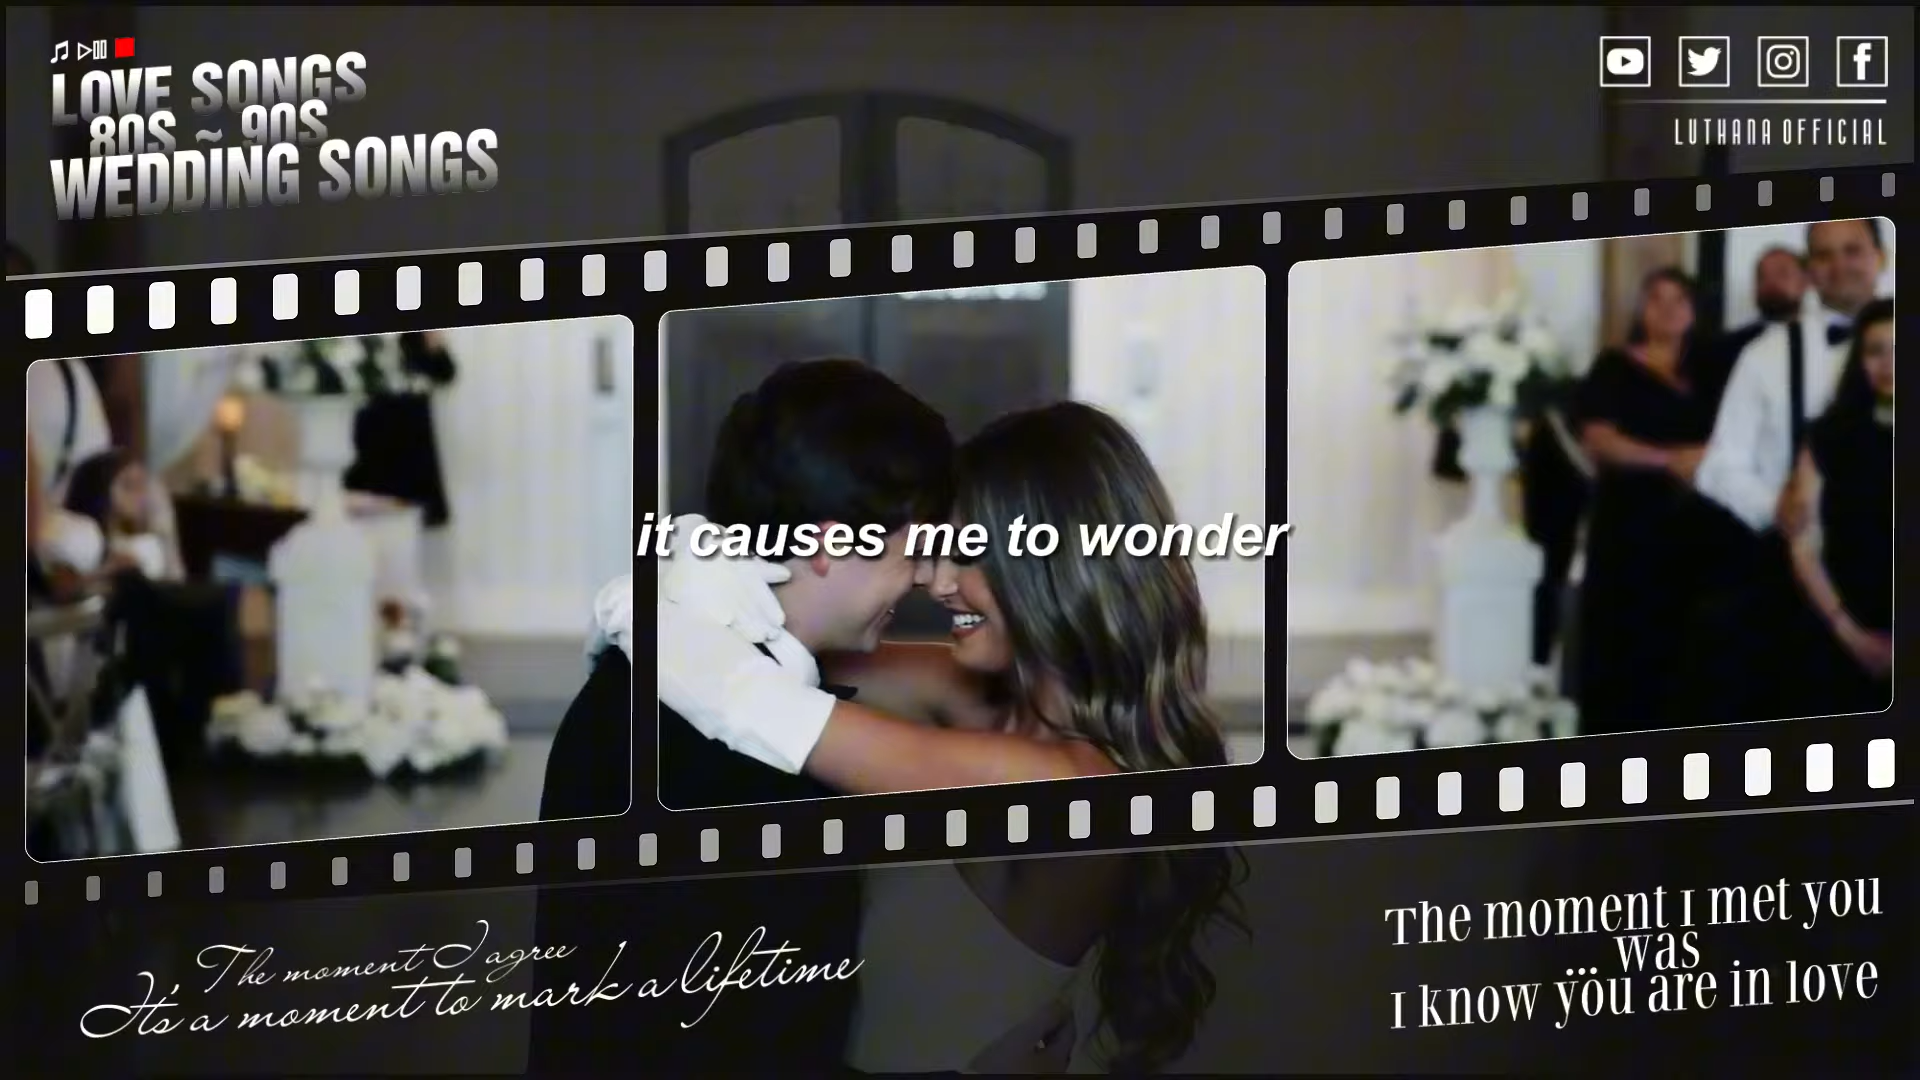 LOVE SONGS
80S ~ 90S
WEDDING SONGS
LUTHANA OFFICIAL
it causes me to wonder
The moment I agree
It's a moment to mark a lifetime
The moment I met you
was
I know you are in love